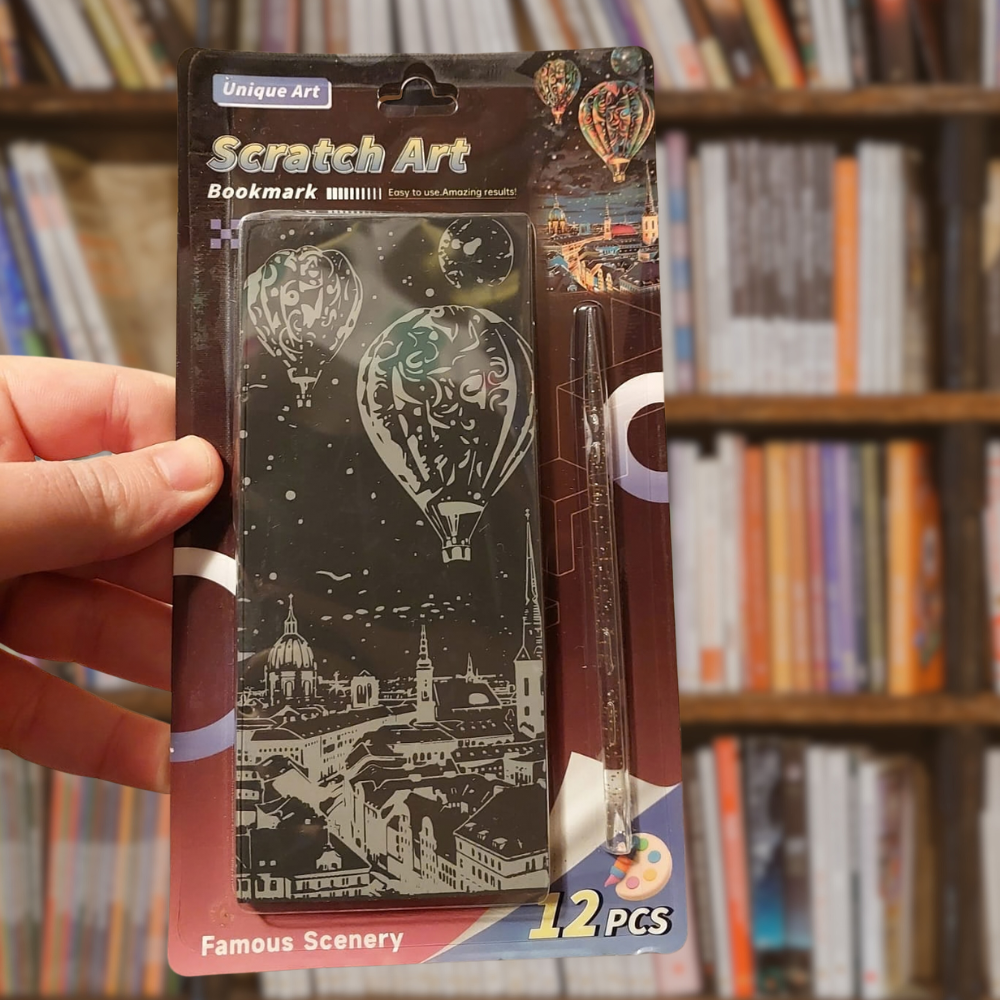 Unique Art
Scratch Art
Bookmark Easy to use.Amazing results!
12 PCS
Famous Scenery